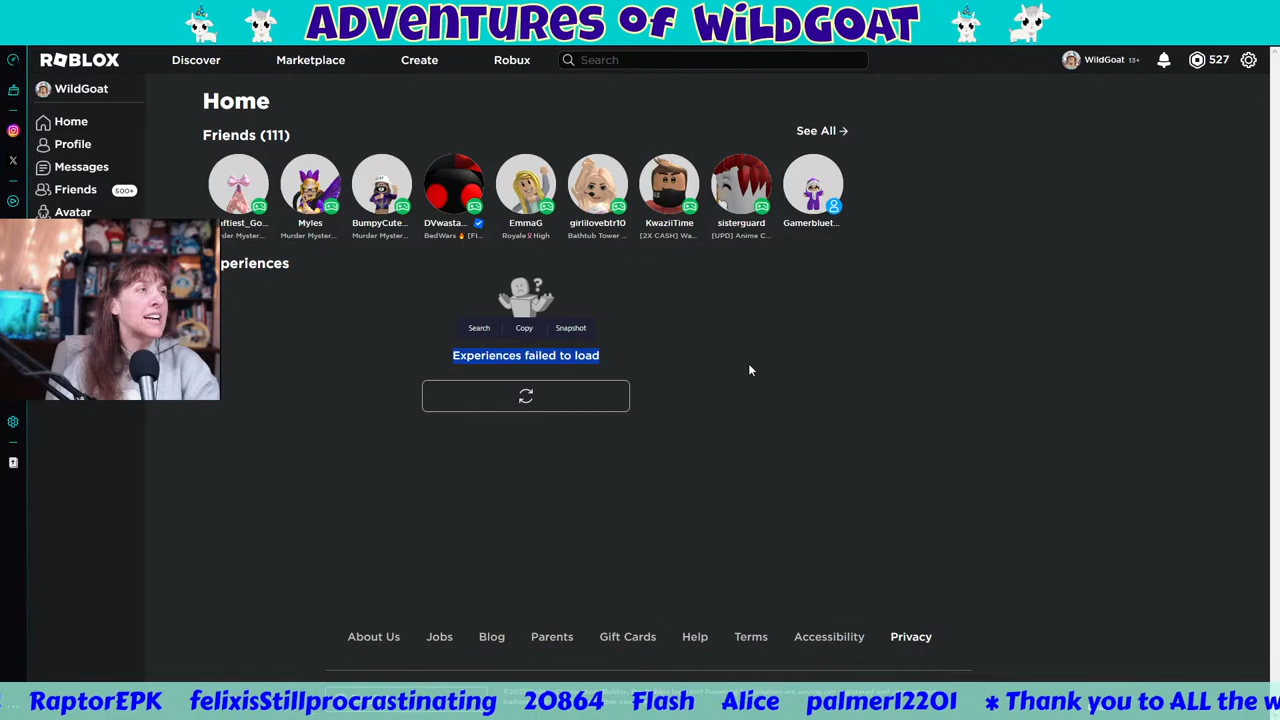 ADVENTURES OF WILDGOAT
ROBLOX Discover Marketplace Create Robux Search WildGoat 13+ 527
WildGoat
Home
Profile
Messages
Friends 500+
Avatar
Home
Friends (111) See All →
ftiest_Go... Myles BumpyCute... DVwasta... EmmaG girlilovebtr10 KwaziiTime sisterguard Gamerbluet...
der Myster... Murder Myster... Murder Myster... BedWars [FI... Royale High Bathtub Tower ... [2X CASH] Wa... [UPD] Anime C...
periences
?
Search Copy Snapshot
Experiences failed to load
About Us Jobs Blog Parents Gift Cards Help Terms Accessibility Privacy
RaptorEPK felixisStillprocrastinating 20864 Flash Alice palmer12201 * Thank you to ALL the w